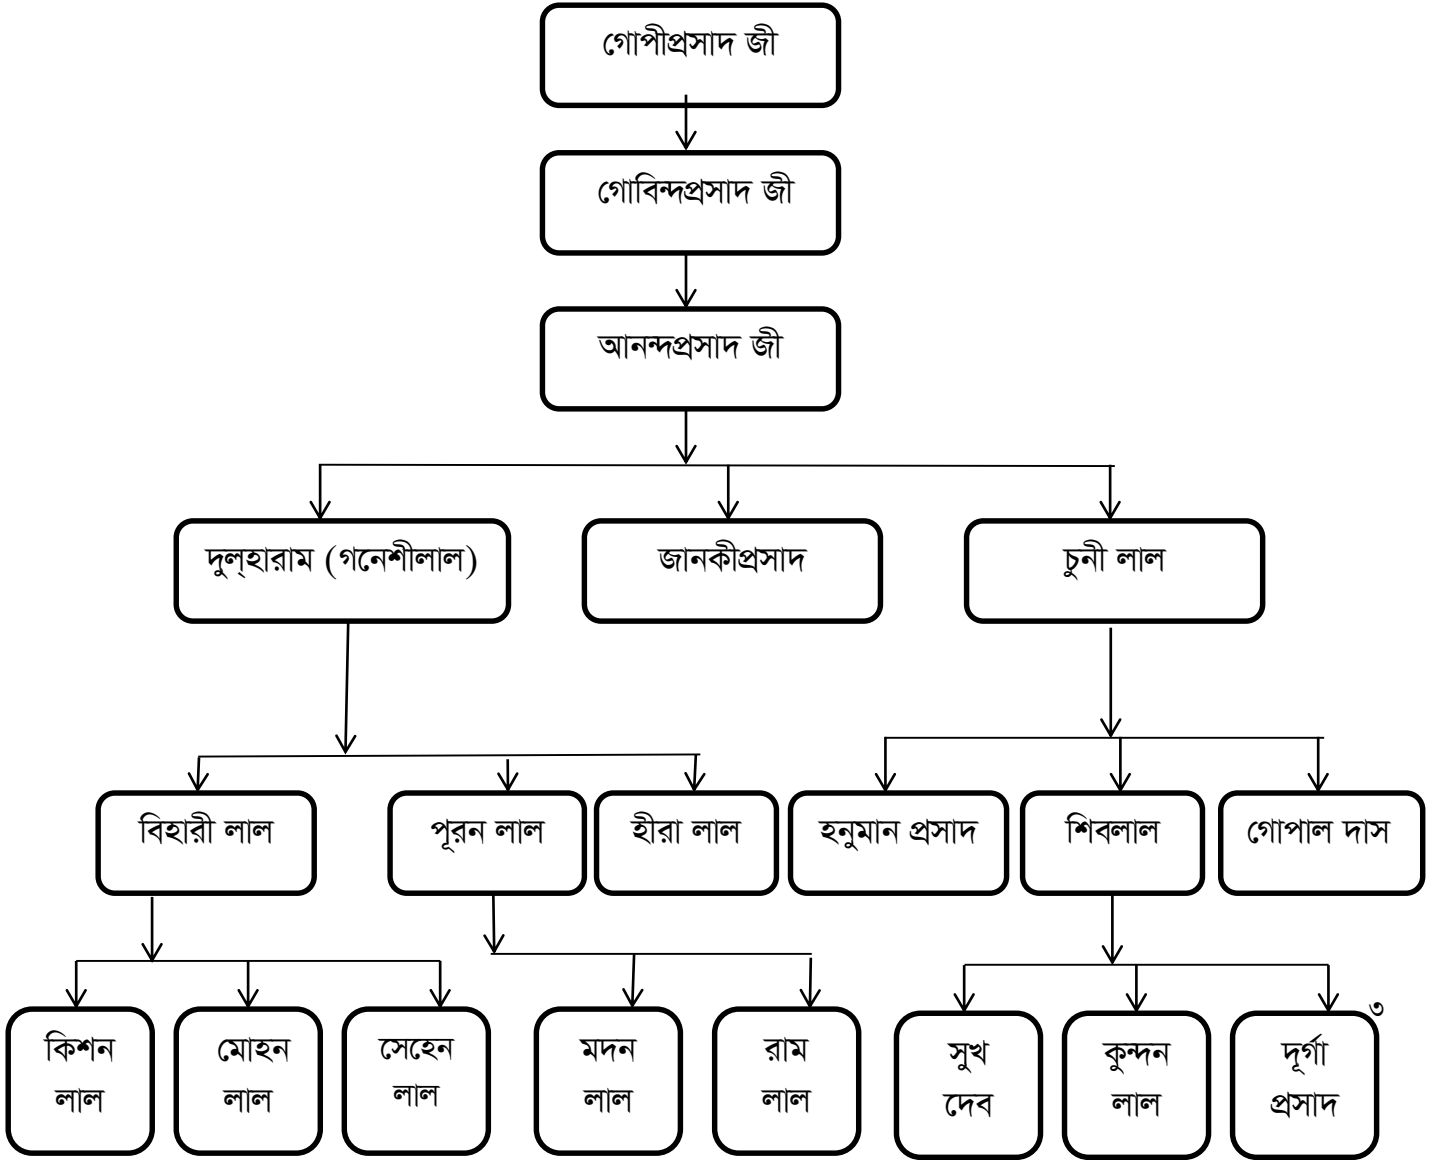 গোপীপ্রসাদ জী
গোবিন্দপ্রসাদ জী
আনন্দপ্রসাদ জী
দুল্‌হারাম (গনেশীলাল)
জানকীপ্রসাদ
চুনী লাল
বিহারী লাল
পূরন লাল
হীরা লাল
হনুমান প্রসাদ
শিবলাল
গোপাল দাস
কিশন
লাল
মোহন
লাল
সেহেন
লাল
মদন
লাল
রাম
লাল
সুখ
দেব
কুন্দন
লাল
দূর্গা
প্রসাদ
৩